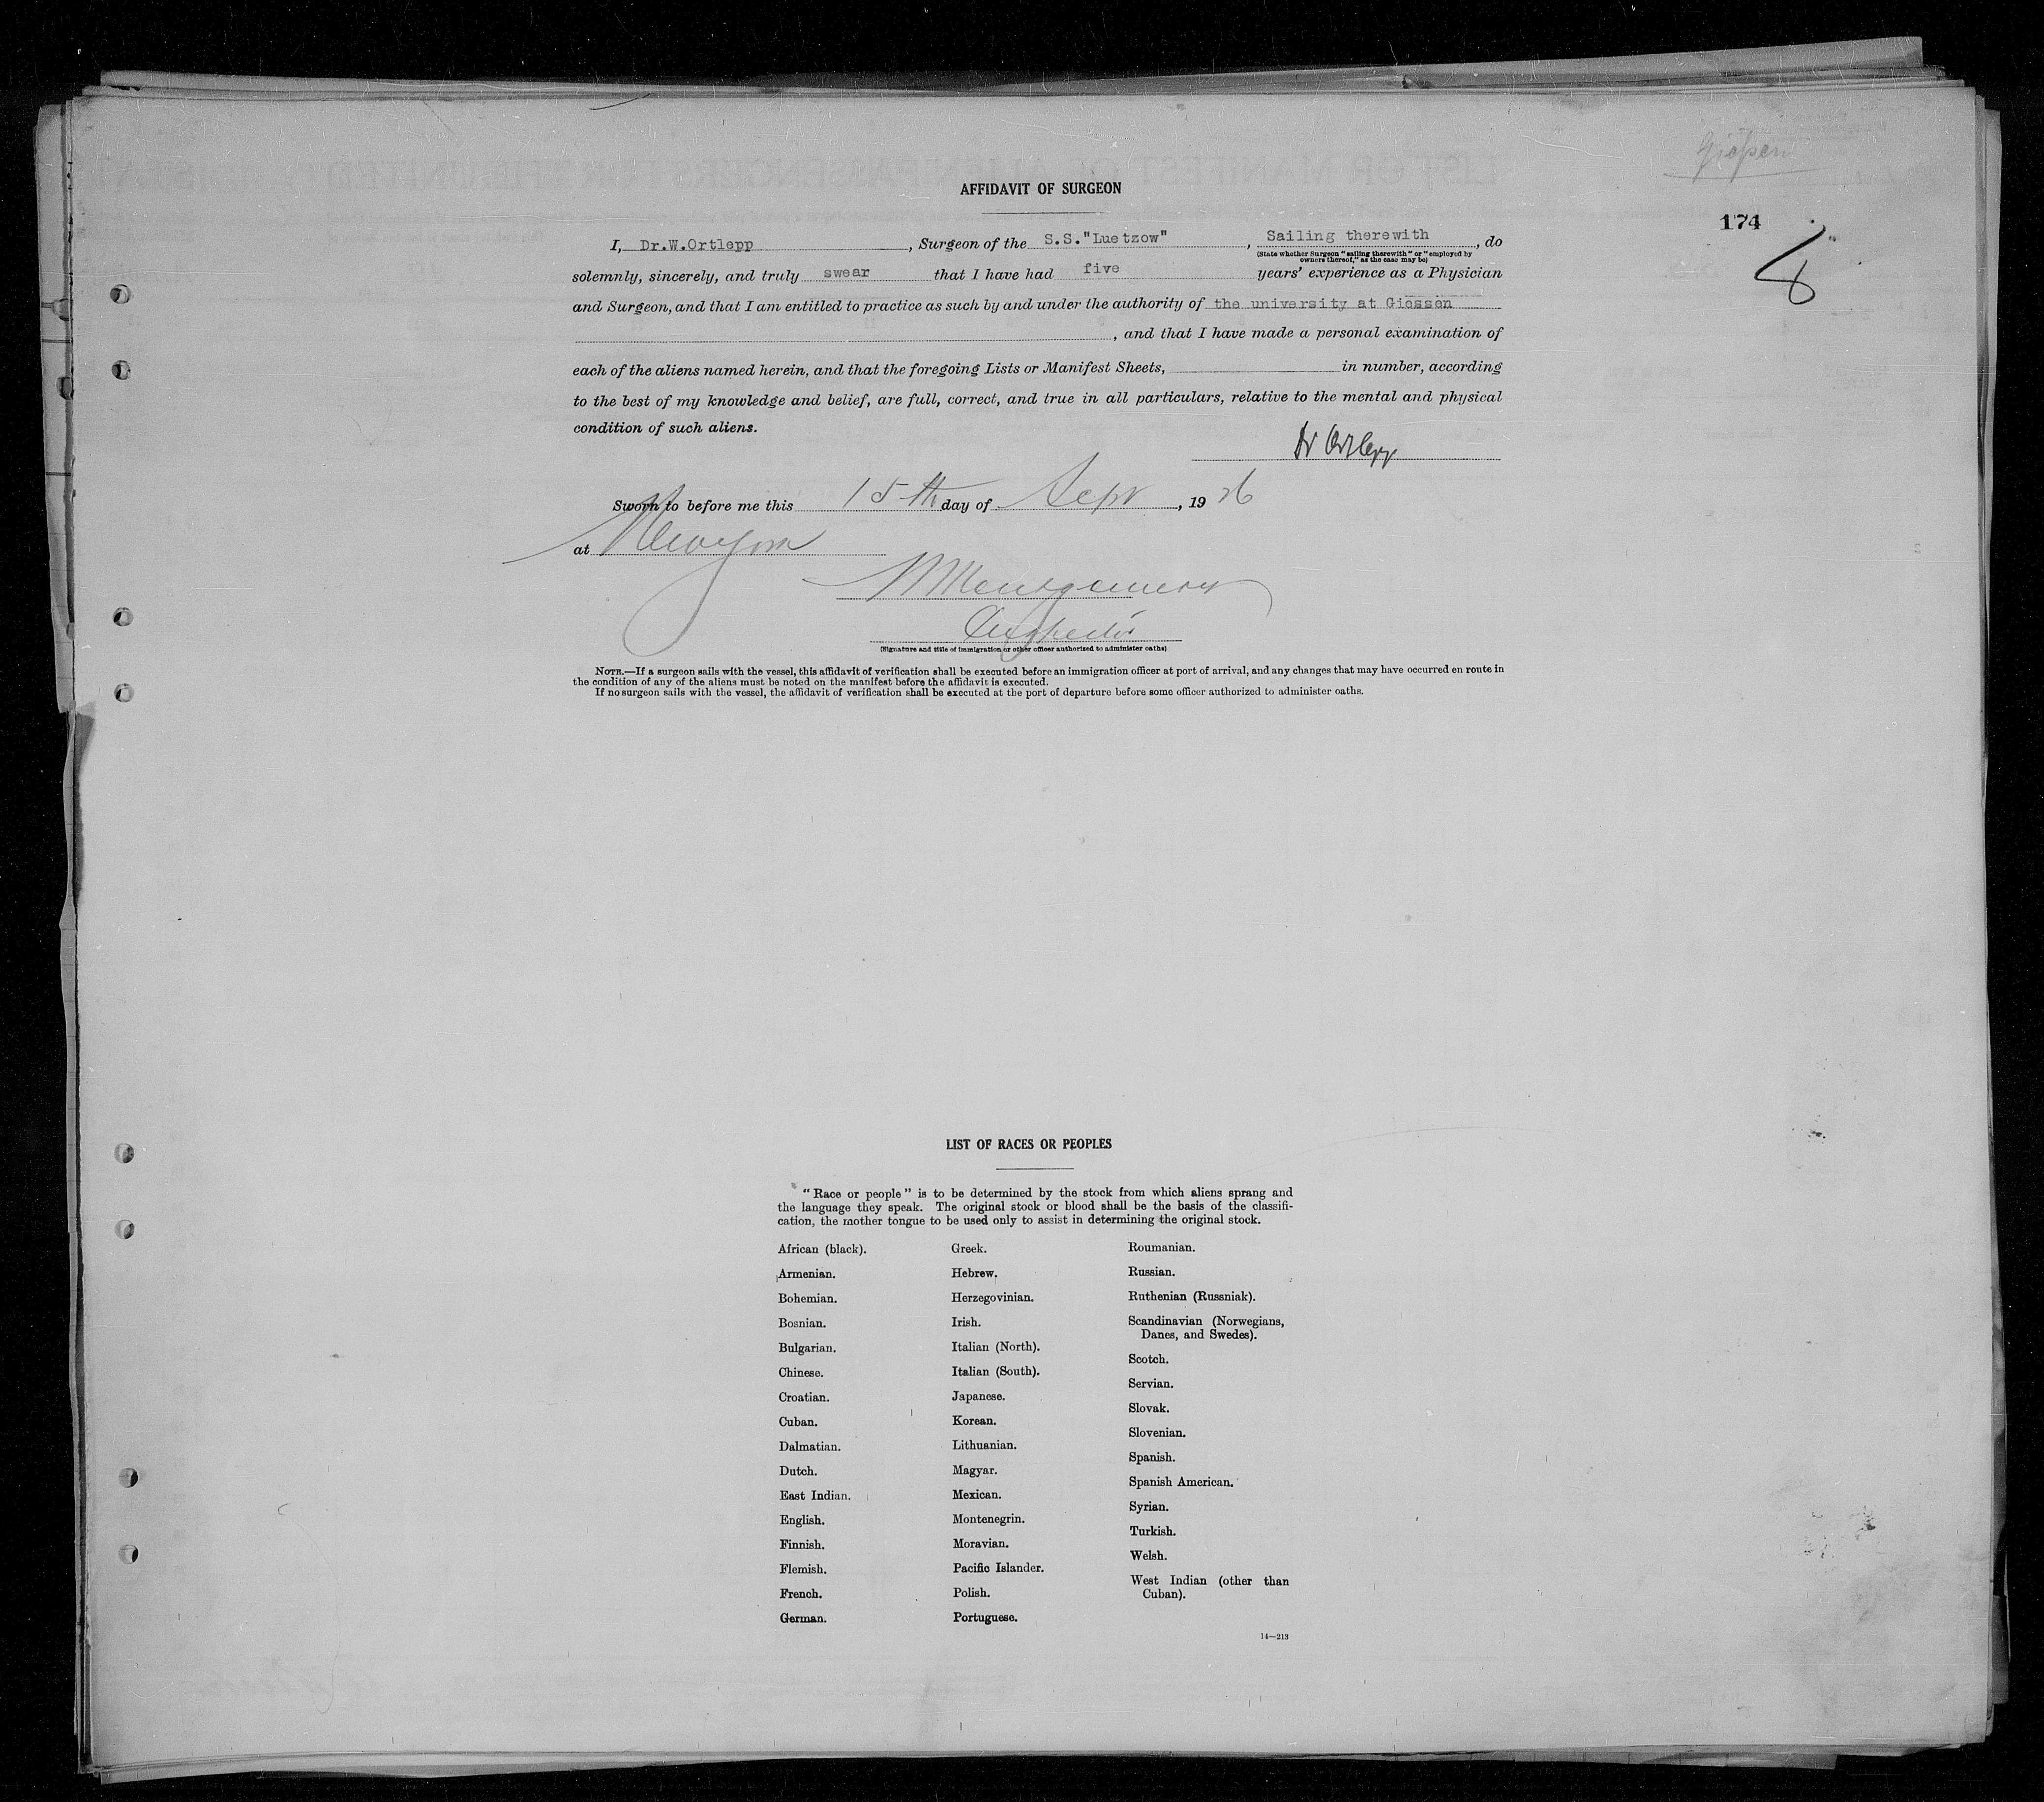 Giessen
AFFIDAVIT OF SURGEON
174
8
I, Dr.W.Ortlepp, Surgeon of the S.S."Luetzow", Sailing therewith, do
(State whether Surgeon "sailing therewith" or "employed by
owners thereof," as the case may be)
solemnly, sincerely, and truly swear that I have had five years' experience as a Physician
and Surgeon, and that I am entitled to practice as such by and under the authority of the university at Giessen
, and that I have made a personal examination of
each of the aliens named herein, and that the foregoing Lists or Manifest Sheets, in number, according
to the best of my knowledge and belief, are full, correct, and true in all particulars, relative to the mental and physical
condition of such aliens.
Dr Ortlepp
Sworn to before me this 15th day of Sept, 1926
at New York
Montgomery
Inspector
(Signature and title of immigration or other officer authorized to administer oaths)
NOTE.—If a surgeon sails with the vessel, this affidavit of verification shall be executed before an immigration officer at port of arrival, and any changes that may have occurred en route in
the condition of any of the aliens must be noted on the manifest before the affidavit is executed.
If no surgeon sails with the vessel, the affidavit of verification shall be executed at the port of departure before some officer authorized to administer oaths.
LIST OF RACES OR PEOPLES
"Race or people" is to be determined by the stock from which aliens sprang and
the language they speak. The original stock or blood shall be the basis of the classifi-
cation, the mother tongue to be used only to assist in determining the original stock.
African (black).
Armenian.
Bohemian.
Bosnian.
Bulgarian.
Chinese.
Croatian.
Cuban.
Dalmatian.
Dutch.
East Indian.
English.
Finnish.
Flemish.
French.
German.
Greek.
Hebrew.
Herzegovinian.
Irish.
Italian (North).
Italian (South).
Japanese.
Korean.
Lithuanian.
Magyar.
Mexican.
Montenegrin.
Moravian.
Pacific Islander.
Polish.
Portuguese.
Roumanian.
Russian.
Ruthenian (Russniak).
Scandinavian (Norwegians,
Danes, and Swedes).
Scotch.
Servian.
Slovak.
Slovenian.
Spanish.
Spanish American.
Syrian.
Turkish.
Welsh.
West Indian (other than
Cuban).
14—213